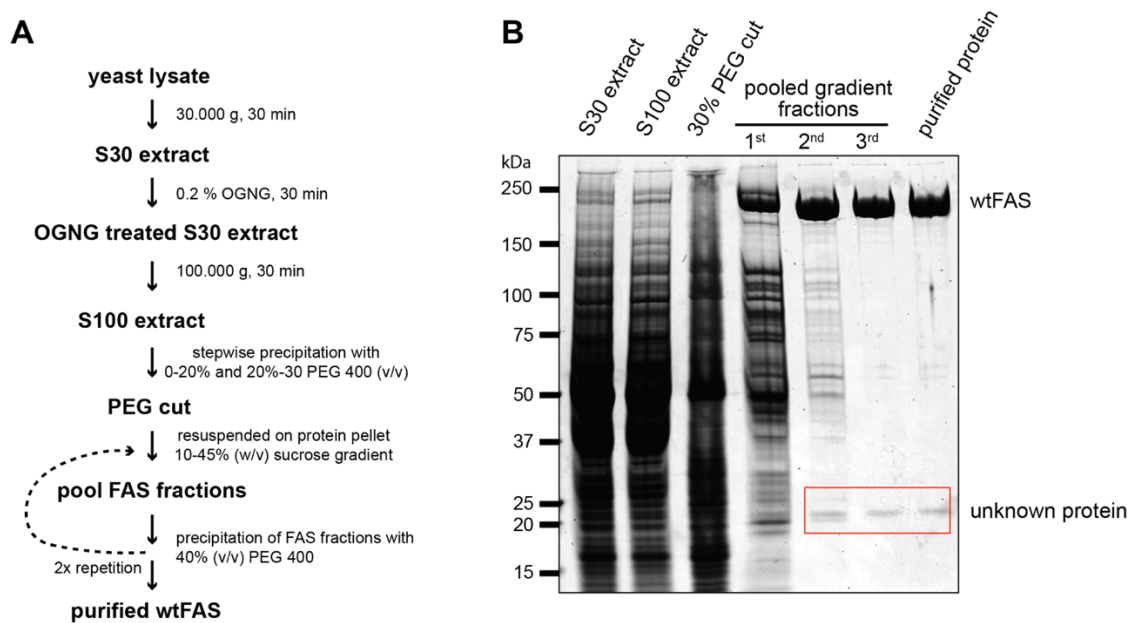 A
yeast lysate
30.000 g, 30 min
S30 extract
0.2 % OGNG, 30 min
OGNG treated S30 extract
100.000 g, 30 min
S100 extract
stepwise precipitation with
0-20% and 20%-30 PEG 400 (v/v)
PEG cut
resuspended on protein pellet
10-45% (w/v) sucrose gradient
pool FAS fractions
precipitation of FAS fractions with
40% (v/v) PEG 400
2x repetition
purified wtFAS
B
S30 extract
S100 extract
30% PEG cut
pooled gradient
fractions
1st
2nd
3rd
purified protein
kDa
250
150
100
75
50
37
25
20
15
wtFAS
unknown protein